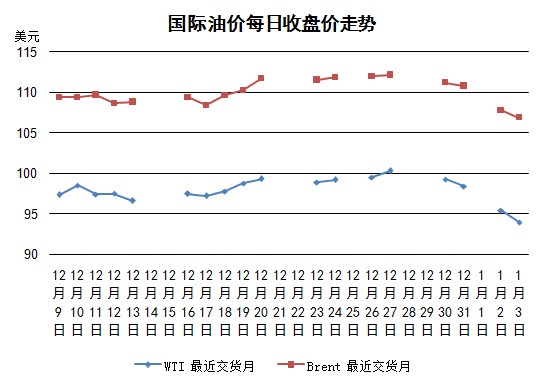 国际油价每日收盘价走势
美元
115
110
105
100
95
90
12月9日
12月10日
12月11日
12月12日
12月13日
12月14日
12月15日
12月16日
12月17日
12月18日
12月19日
12月20日
12月21日
12月22日
12月23日
12月24日
12月25日
12月26日
12月27日
12月28日
12月29日
12月30日
12月31日
1月1日
1月2日
1月3日
WTI 最近交货月
Brent 最近交货月